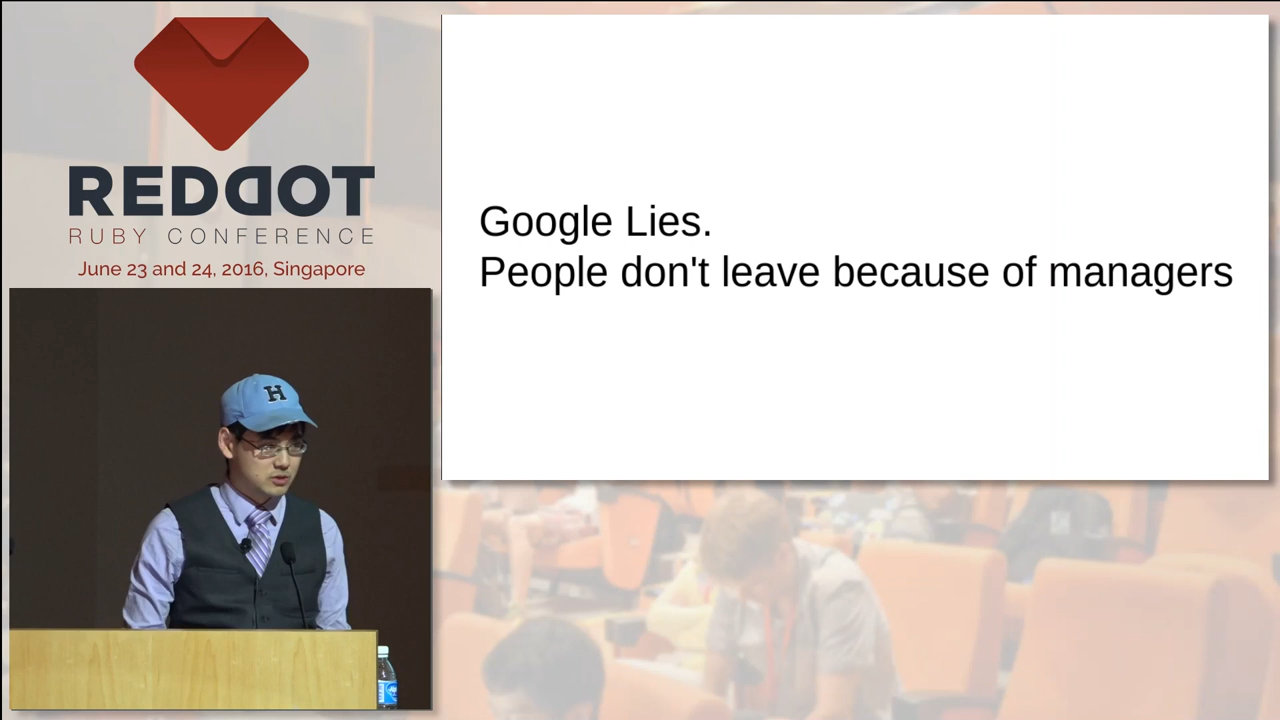 REDDOT
RUBY CONFERENCE
June 23 and 24, 2016, Singapore
Google Lies.
People don't leave because of managers
H